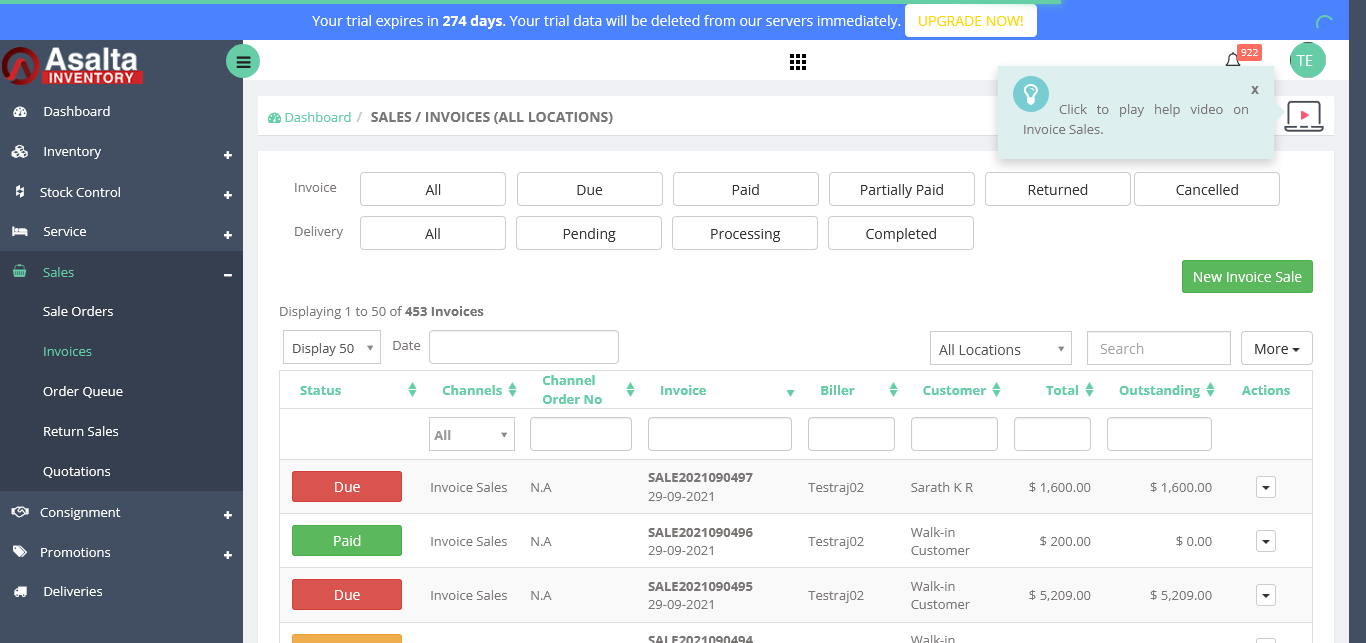 Your trial expires in 274 days. Your trial data will be deleted from our servers immediately. UPGRADE NOW!
Asalta
INVENTORY
922
TE
Dashboard
Inventory
Stock Control
Service
Sales
Sale Orders
Invoices
Order Queue
Return Sales
Quotations
Consignment
Promotions
Deliveries
Dashboard / SALES / INVOICES (ALL LOCATIONS)
x
Click to play help video on
Invoice Sales.
Invoice All Due Paid Partially Paid Returned Cancelled
Delivery All Pending Processing Completed
New Invoice Sale
Displaying 1 to 50 of 453 Invoices
Display 50 Date All Locations Search More
Status Channels Channel Order No Invoice Biller Customer Total Outstanding Actions
All
Due Invoice Sales N.A SALE2021090497 29-09-2021 Testraj02 Sarath K R $ 1,600.00 $ 1,600.00
Paid Invoice Sales N.A SALE2021090496 29-09-2021 Testraj02 Walk-in Customer $ 200.00 $ 0.00
Due Invoice Sales N.A SALE2021090495 29-09-2021 Testraj02 Walk-in Customer $ 5,209.00 $ 5,209.00
SALE2021090494 Walk-in